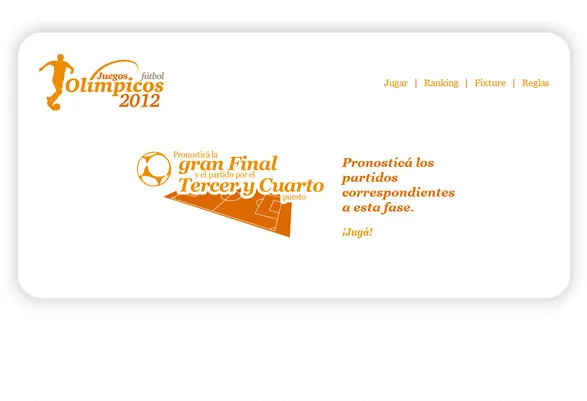 Juegos fútbol
Olímpicos
2012
Jugar | Ranking | Fixture | Reglas
Pronosticá la
gran Final
y el partido por el
Tercer y Cuarto
puesto
Pronosticá los
partidos
correspondientes
a esta fase.
¡Jugá!